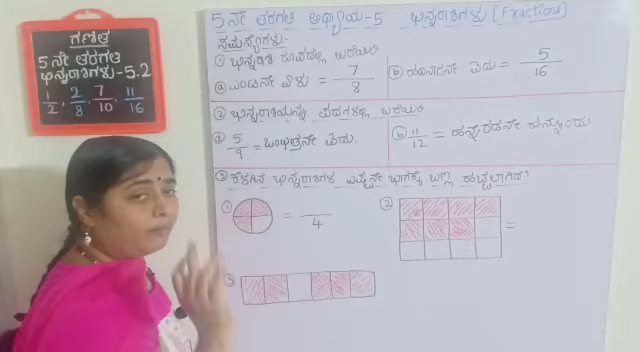 ಗಣಿತ
5 ನೇ ತರಗತಿ
ಭಿನ್ನರಾಶಿಗಳು-5.2
1/2, 2/8, 7/10, 11/16
5 ನೇ ತರಗತಿ ಅಧ್ಯಾಯ-5 ಭಿನ್ನರಾಶಿಗಳು [Fractions]
ಸಮಸ್ಯೆಗಳು:
① ಭಿನ್ನರಾಶಿ ರೂಪದಲ್ಲಿ ಬರೆಯಿರಿ
ⓐ ಎಂಟನೇ ಏಳು = 7/8
ⓑ ಹದಿನಾರನೇ ಐದು = 5/16
② ಭಿನ್ನರಾಶಿಯನ್ನು ಪದಗಳಲ್ಲಿ ಬರೆಯಿರಿ
5/9 = ಒಂಭತ್ತನೇ ಐದು.
ⓑ 11/12 = ಹನ್ನೆರಡನೇ ಹನ್ನೊಂದು
③ ಕೆಳಗಿನ ಭಿನ್ನರಾಶಿಗಳ ಎಷ್ಟನೇ ಭಾಗಕ್ಕೆ ಬಣ್ಣ ಹಚ್ಚಲಾಗಿದೆ?
① = /4
② =
③